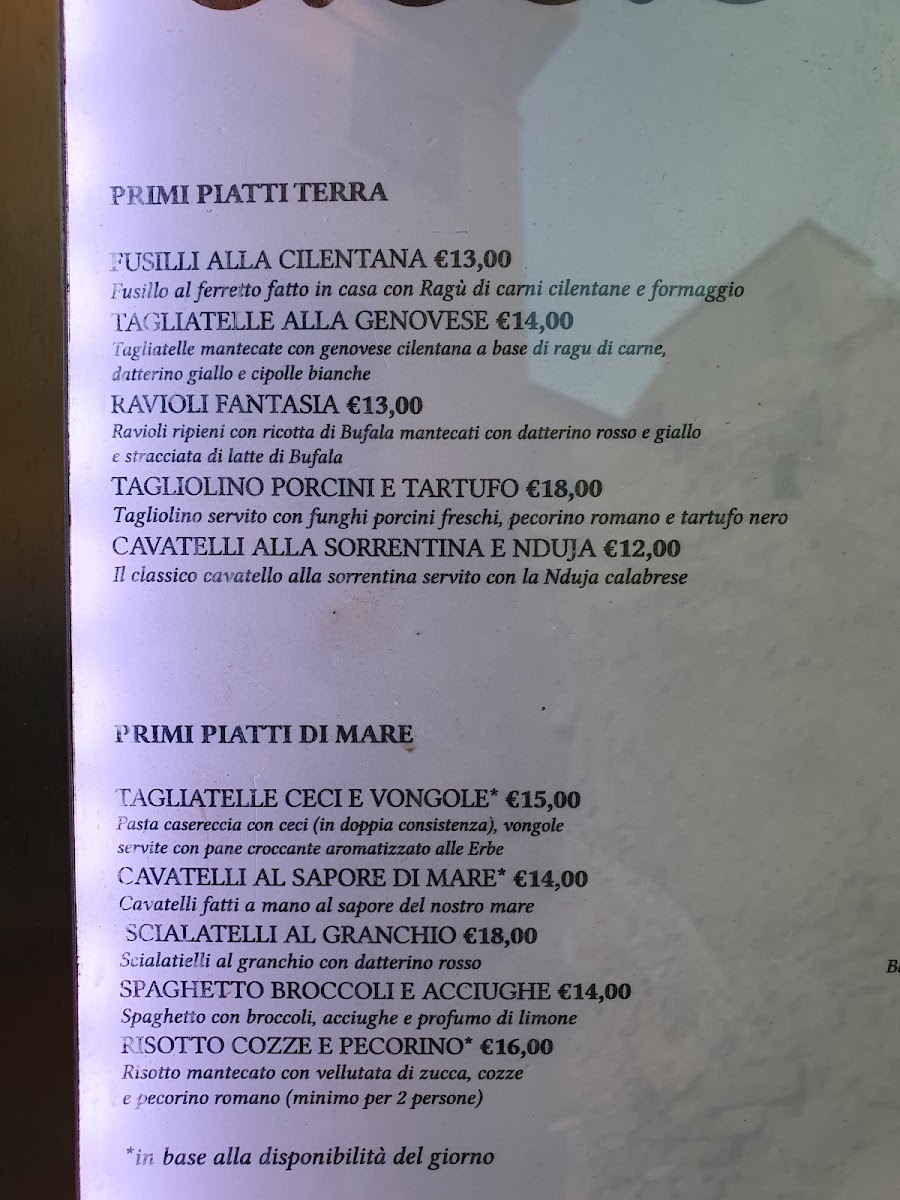 PRIMI PIATTI TERRA
FUSILLI ALLA CILENTANA €13,00
Fusillo al ferretto fatto in casa con Ragù di carni cilentane e formaggio
TAGLIATELLE ALLA GENOVESE €14,00
Tagliatelle mantecate con genovese cilentana a base di ragu di carne,
datterino giallo e cipolle bianche
RAVIOLI FANTASIA €13,00
Ravioli ripieni con ricotta di Bufala mantecati con datterino rosso e giallo
e stracciata di latte di Bufala
TAGLIOLINO PORCINI E TARTUFO €18,00
Tagliolino servito con funghi porcini freschi, pecorino romano e tartufo nero
CAVATELLI ALLA SORRENTINA E NDUJA €12,00
Il classico cavatello alla sorrentina servito con la Nduja calabrese
PRIMI PIATTI DI MARE
TAGLIATELLE CECI E VONGOLE* €15,00
Pasta casereccia con ceci (in doppia consistenza), vongole
servite con pane croccante aromatizzato alle Erbe
CAVATELLI AL SAPORE DI MARE* €14,00
Cavatelli fatti a mano al sapore del nostro mare
SCIALATELLI AL GRANCHIO €18,00
Scialatielli al granchio con datterino rosso
SPAGHETTO BROCCOLI E ACCIUGHE €14,00
Spaghetto con broccoli, acciughe e profumo di limone
RISOTTO COZZE E PECORINO* €16,00
Risotto mantecato con vellutata di zucca, cozze
e pecorino romano (minimo per 2 persone)
*in base alla disponibilità del giorno